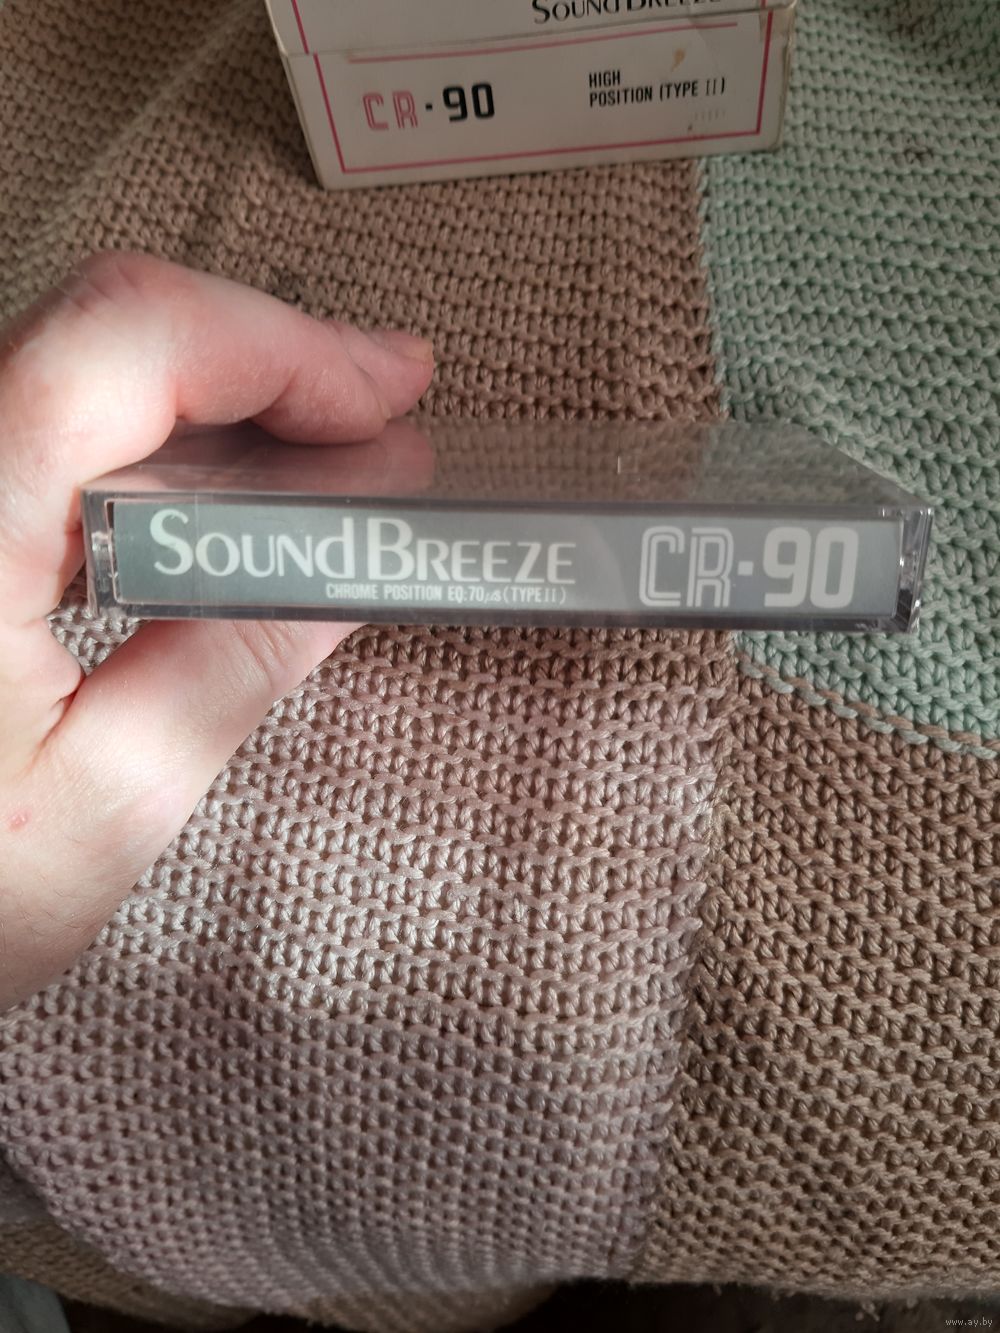 SOUND BREEZE
CR·90
HIGH
POSITION (TYPE II)
SOUND BREEZE
CHROME POSITION EQ:70μs (TYPE II)
CR·90
www.ay.by